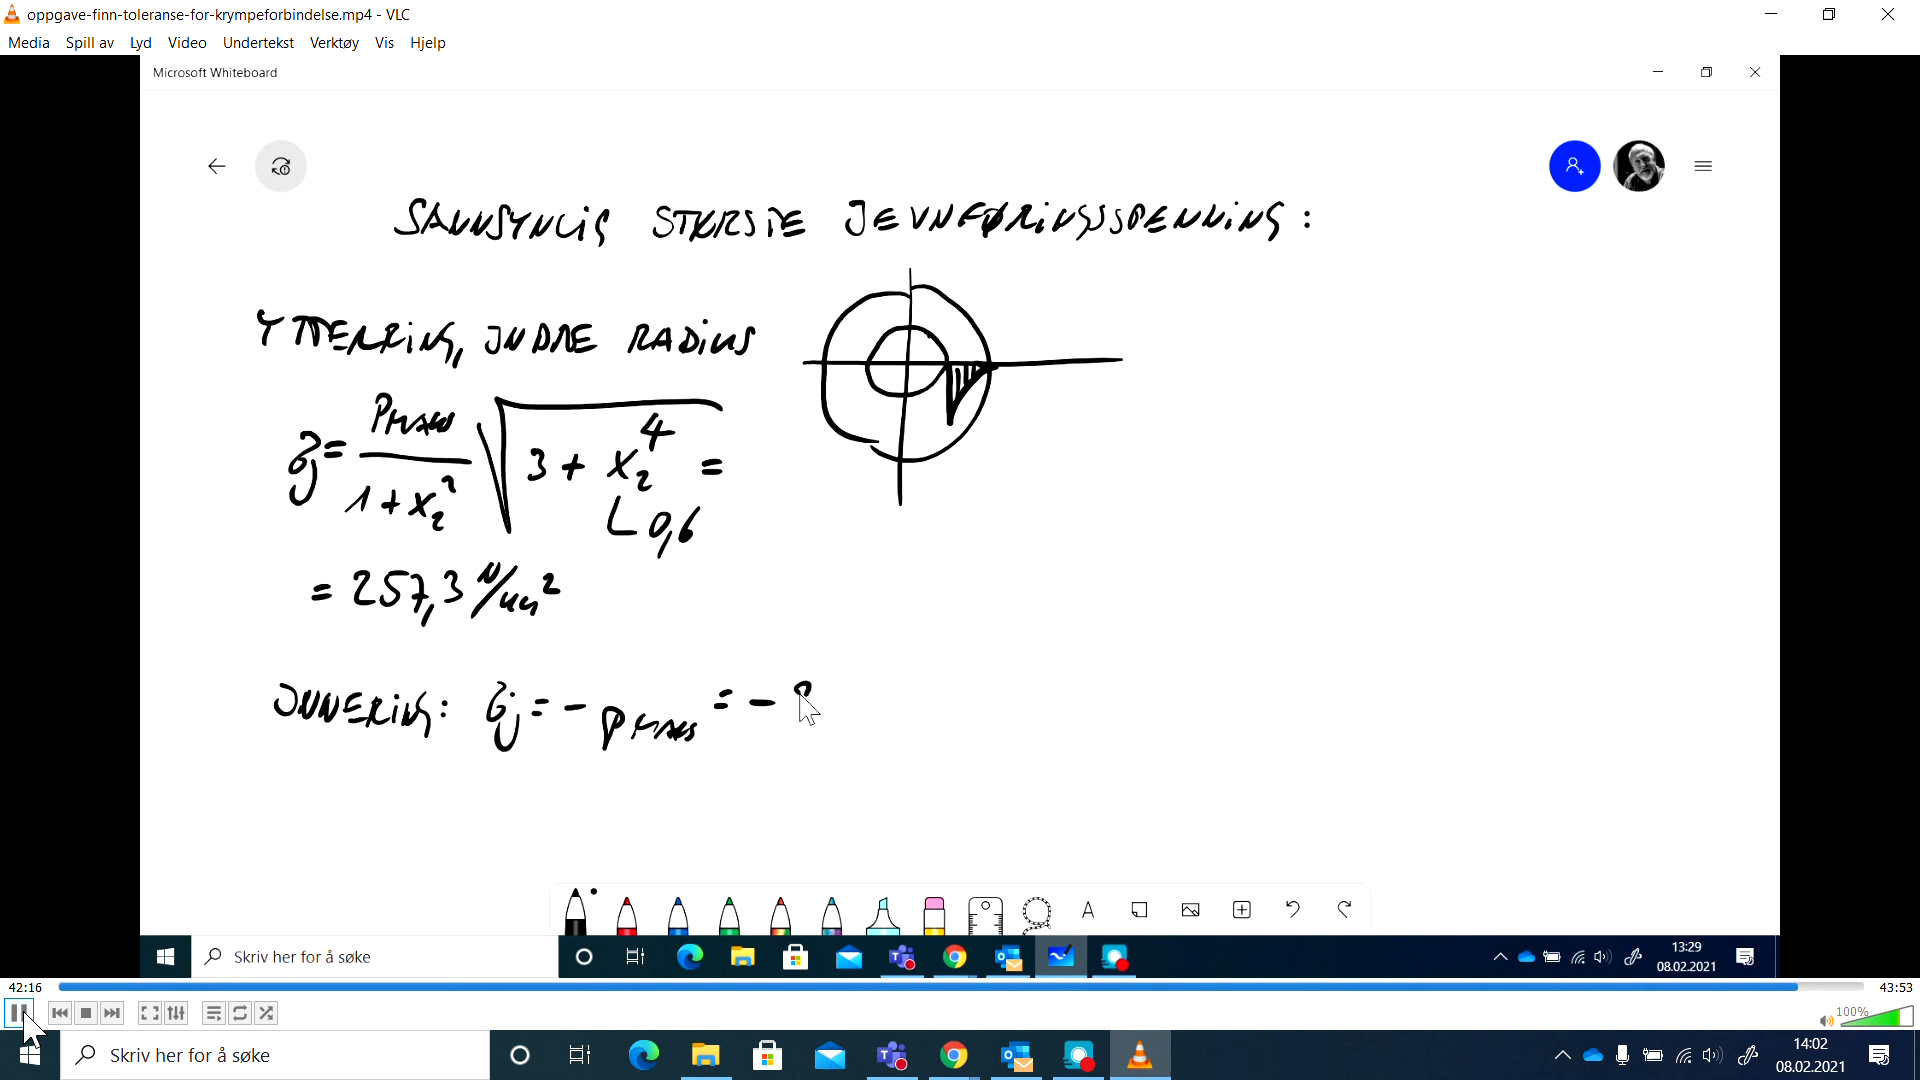 oppgave-finn-toleranse-for-krympeforbindelse.mp4 - VLC
Media Spill av Lyd Video Undertekst Verktøy Vis Hjelp
Microsoft Whiteboard
SANNSYNLIG STØRSTE JEVNFØRINGSSPENNING :
YTTERRING, INDRE RADIUS
σj = pmaks / 1 + x₂² √ 3 + x₂⁴ =
0,6
= 257,3 N/mm²
INNERRING : σj = - pmaks = -
A
Skriv her for å søke
13:29
08.02.2021
42:16
43:53
100%
Skriv her for å søke
14:02
08.02.2021